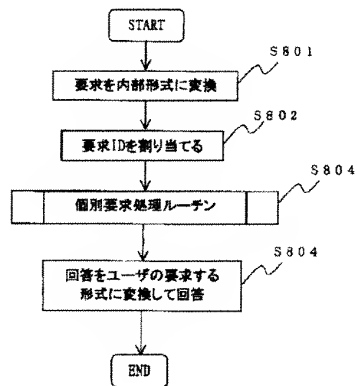 START
S801
要求を内部形式に変換
S802
要求IDを割り当てる
S804
個別要求処理ルーチン
S804
回答をユーザの要求する
形式に変換して回答
END